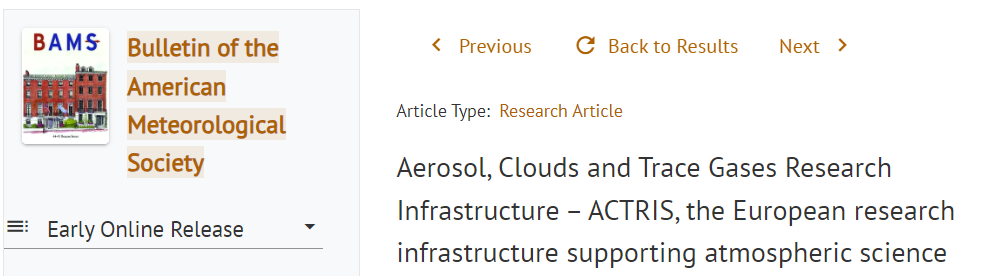 BAMS
Bulletin of the
American
Meteorological
Society
Early Online Release
Previous
Back to Results
Next
Article Type: Research Article
Aerosol, Clouds and Trace Gases Research
Infrastructure – ACTRIS, the European research
infrastructure supporting atmospheric science